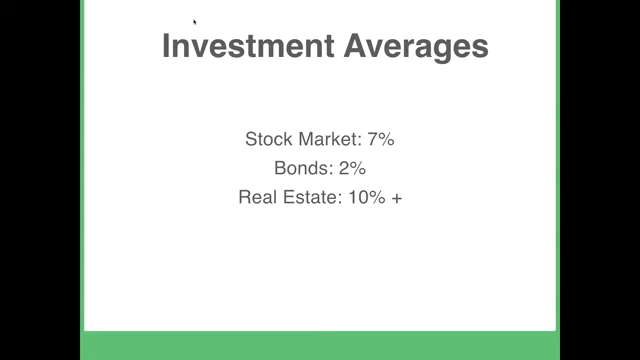 Investment Averages
Stock Market: 7%
Bonds: 2%
Real Estate: 10% +